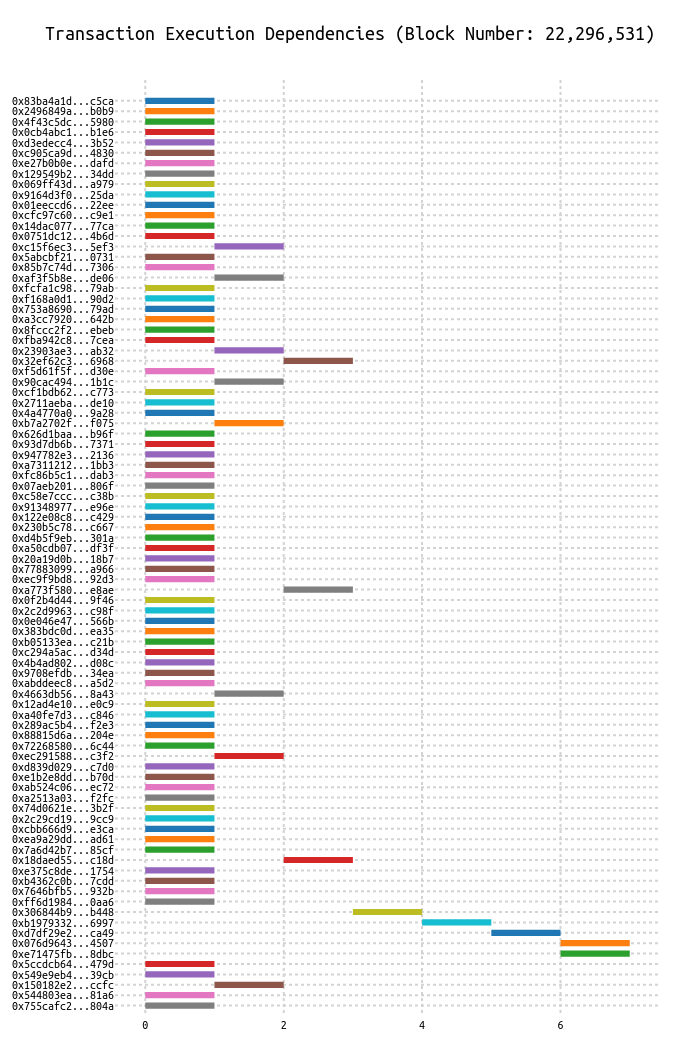 Transaction Execution Dependencies (Block Number: 22,296,531)
0x83ba4a1d...c5ca
0x2496849a...b0b9
0x4f43c5dc...5980
0x0cb4abc1...b1e6
0xd3edecc4...3b52
0xc905ca9d...4830
0xe27b0b0e...dafd
0x129549b2...34dd
0x069ff43d...a979
0x9164d3f0...25da
0x01eeccd6...22ee
0xcfc97c60...c9e1
0x14dac077...77ca
0x0751dc12...4b6d
0xc15f6ec3...5ef3
0x5abcbf21...0731
0x85b7c74d...7306
0xaf3f5b8e...de06
0xfcfa1c98...79ab
0xf168a0d1...90d2
0x753a8690...79ad
0xa3cc7920...642b
0x8fccc2f2...ebeb
0xfba942c8...7cea
0x23903ae3...ab32
0x32ef62c3...6968
0xf5d61f5f...d30e
0x90cac494...1b1c
0xcf1bdb62...c773
0x2711aeba...de10
0x4a4770a0...9a28
0xb7a2702f...f075
0x626d1baa...b96f
0x93d7db6b...7371
0x947782e3...2136
0xa7311212...1bb3
0xfc86b5c1...dab3
0x07aeb201...806f
0xc58e7ccc...c38b
0x91348977...e96e
0x122e08c8...c429
0x230b5c78...c667
0xd4b5f9eb...301a
0xa50cdb07...df3f
0x20a19d0b...18b7
0x77883099...a966
0xec9f9bd8...92d3
0xa773f580...e8ae
0x0f2b4d44...9f46
0x2c2d9963...c98f
0x0e046e47...566b
0x383bdc0d...ea35
0xb05133ea...c21b
0xc294a5ac...d34d
0x4b4ad802...d08c
0x9708efdb...34ea
0xabddeec8...a5d2
0x4663db56...8a43
0x12ad4e10...e0c9
0xa40fe7d3...c846
0x289ac5b4...f2e3
0x88815d6a...204e
0x72268580...6c44
0xec291588...c3f2
0xd839d029...c7d0
0xe1b2e8dd...b70d
0xab524c06...ec72
0xa2513a03...f2fc
0x74d0621e...3b2f
0x2c29cd19...9cc9
0xcbb666d9...e3ca
0xea9a29dd...ad61
0x7a6d42b7...85cf
0x18daed55...c18d
0xe375c8de...1754
0xb4362c0b...7cdd
0x7646bfb5...932b
0xff6d1984...0aa6
0x306844b9...b448
0xb1979332...6997
0xd7df29e2...ca49
0x076d9643...4507
0xe71475fb...8dbc
0x5ccdcb64...479d
0x549e9eb4...39cb
0x150182e2...ccfc
0x544803ea...81a6
0x755cafc2...804a
0 2 4 6